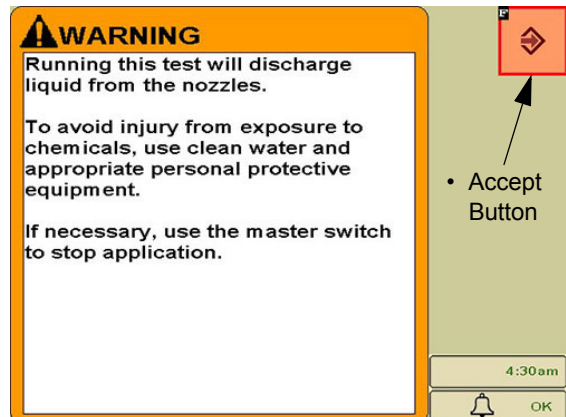 WARNING
Running this test will discharge
liquid from the nozzles.
To avoid injury from exposure to
chemicals, use clean water and
appropriate personal protective
equipment.
If necessary, use the master switch
to stop application.
F
• Accept
Button
4:30am
OK